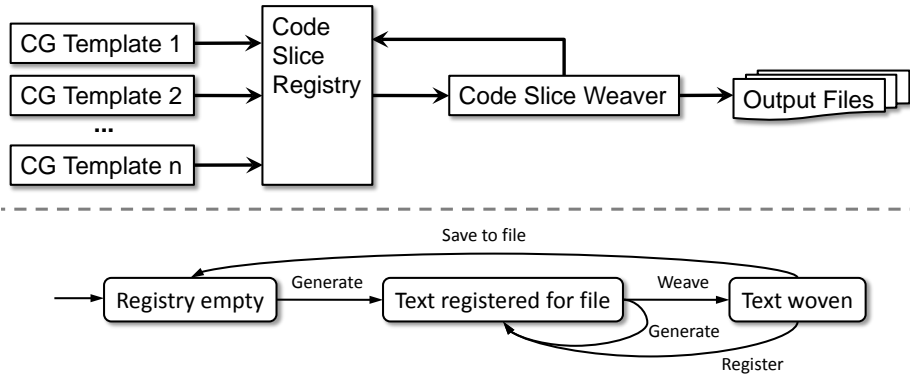 CG Template 1
CG Template 2
...
CG Template n
Code
Slice
Registry
Code Slice Weaver
Output Files
Save to file
Registry empty
Generate
Text registered for file
Weave
Text woven
Generate
Register